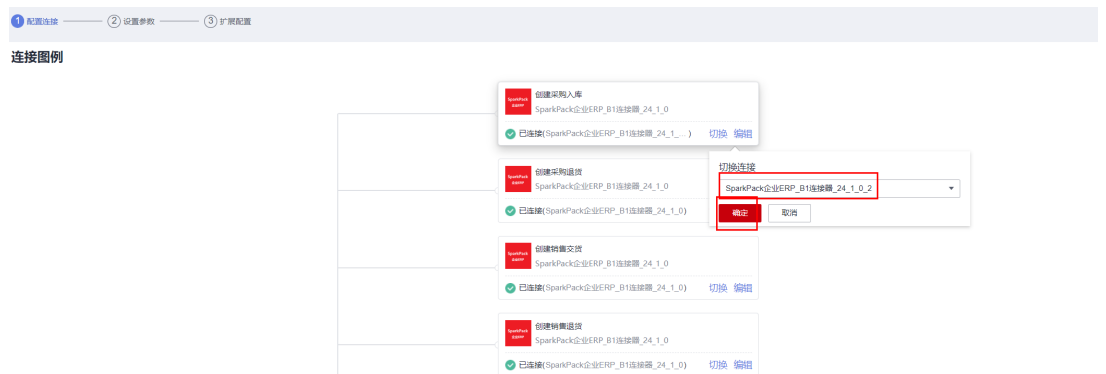 1 配置连接 2 设置参数 3 扩展配置
连接图例
创建采购入库
SparkPack企业ERP_B1连接器_24_1_0
已连接(SparkPack企业ERP_B1连接器_24_1_... ) 切换 编辑
切换连接
SparkPack企业ERP_B1连接器_24_1_0_2
确定 取消
创建采购退货
SparkPack企业ERP_B1连接器_24_1_0
已连接(SparkPack企业ERP_B1连接器_24_1_0)
创建销售交货
SparkPack企业ERP_B1连接器_24_1_0
已连接(SparkPack企业ERP_B1连接器_24_1_0) 切换 编辑
创建销售退货
SparkPack企业ERP_B1连接器_24_1_0
已连接(SparkPack企业ERP_B1连接器_24_1_0) 切换 编辑